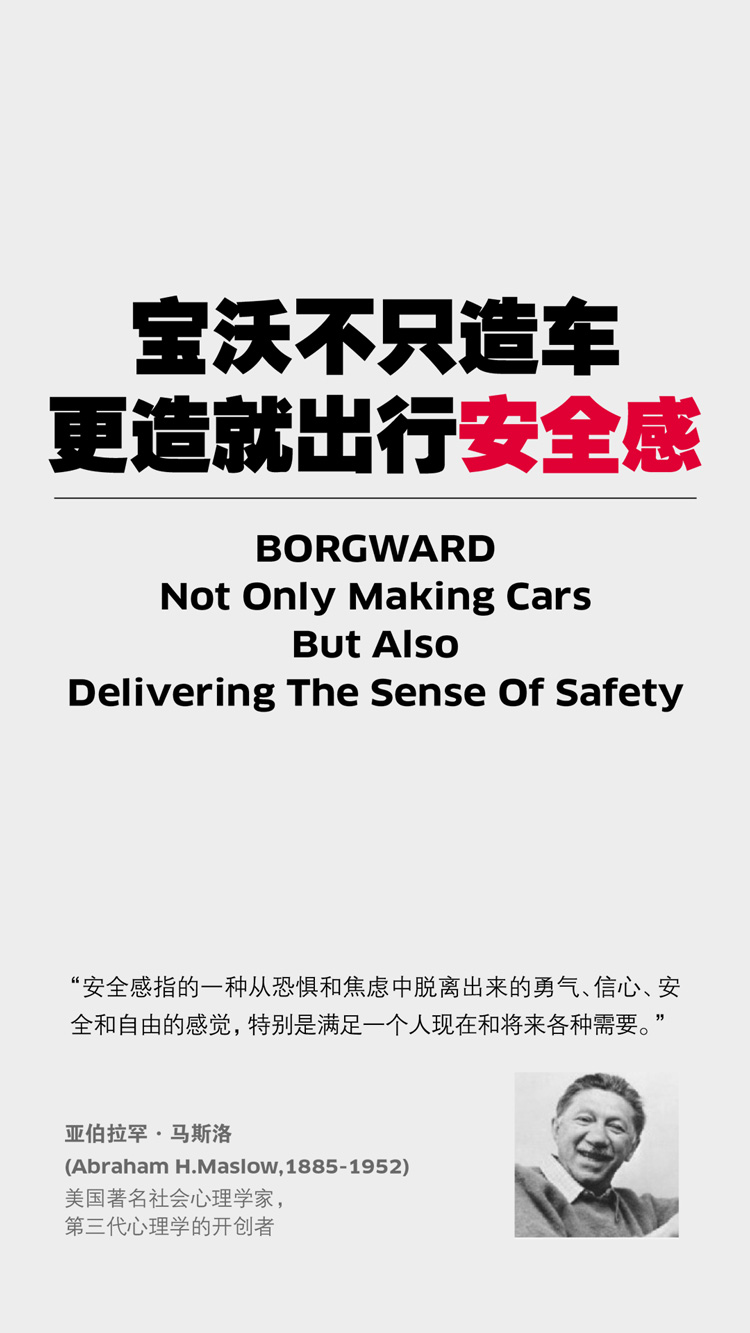 宝沃不只造车
更造就出行安全感
BORGWARD
Not Only Making Cars
But Also
Delivering The Sense Of Safety
“安全感指的一种从恐惧和焦虑中脱离出来的勇气、信心、安
全和自由的感觉，特别是满足一个人现在和将来各种需要。”
亚伯拉罕·马斯洛
(Abraham H.Maslow,1885-1952)
美国著名社会心理学家，
第三代心理学的开创者